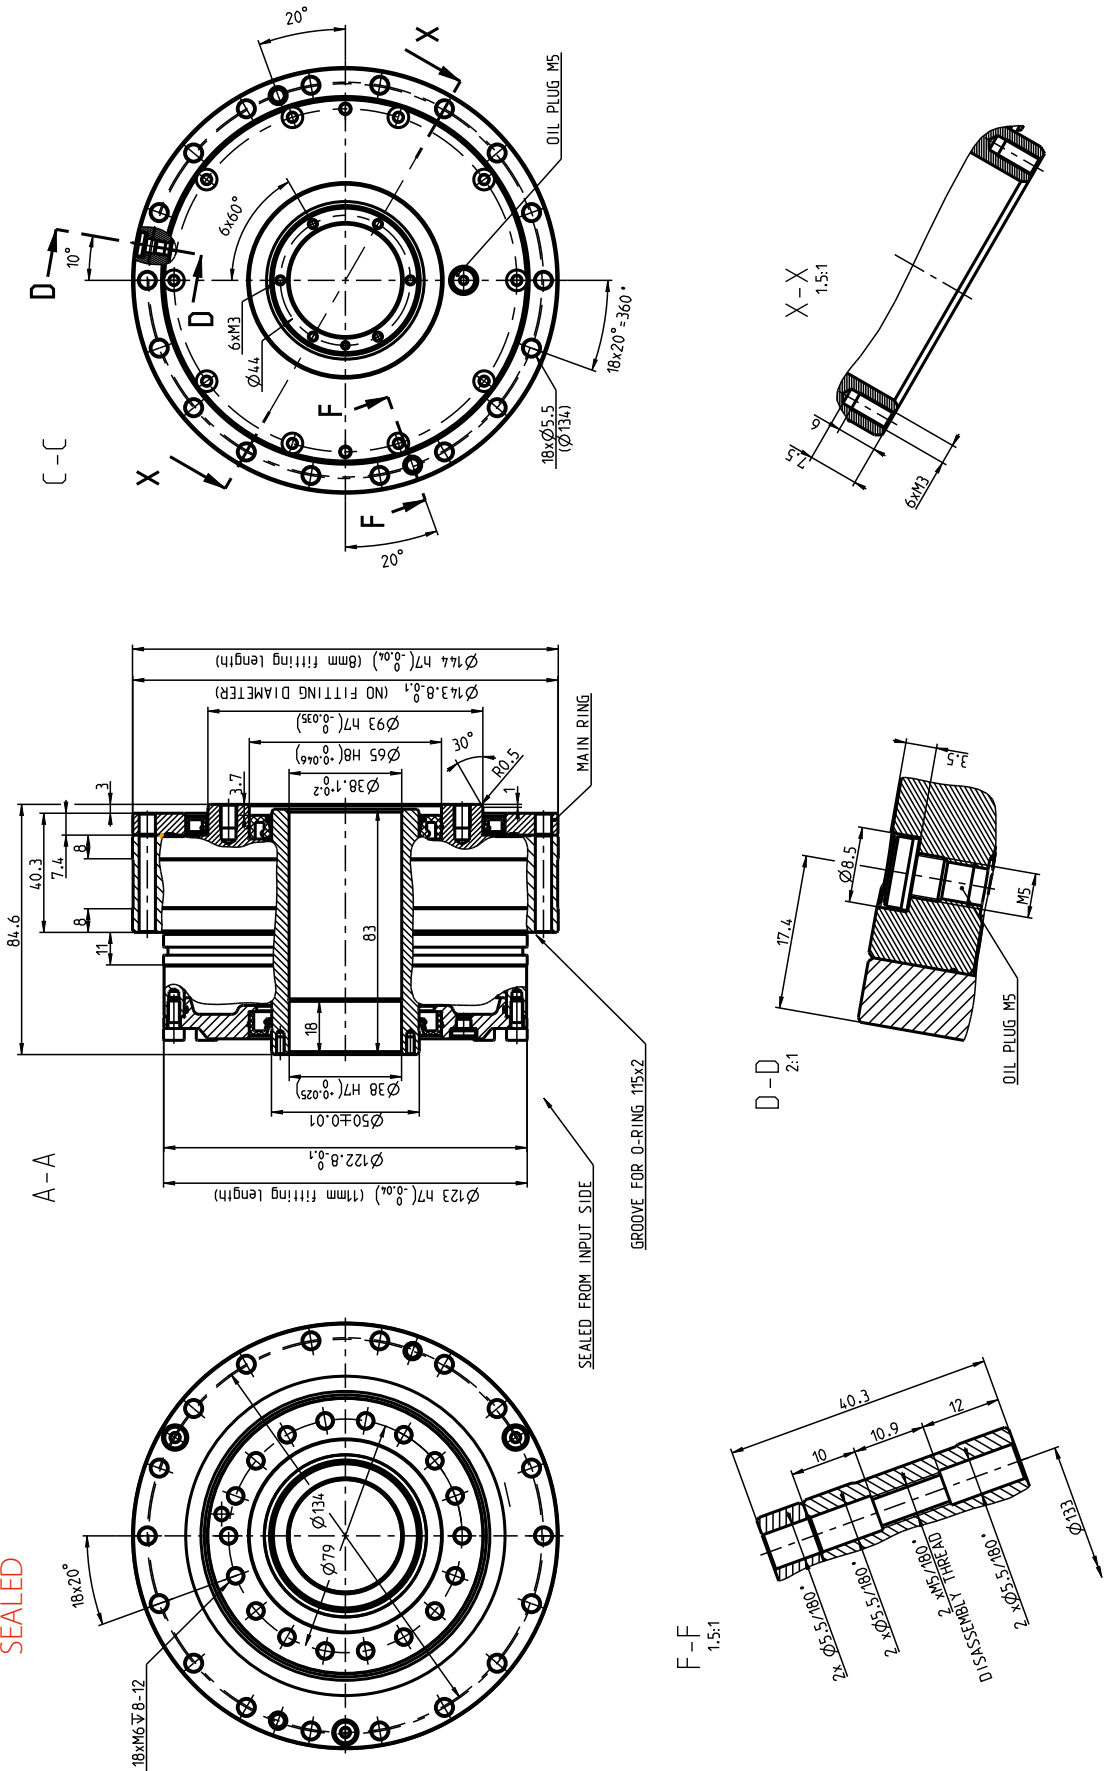 SEALED
18x20°
18xM6↧8-12
Ø134
Ø79
A-A
84.6
40.3
7.4
3
8
8
11
3.7
1
30°
R0.5
83
18
Ø144 h7(0/-0.04) (8mm fitting length)
Ø143.8 0/-0.1 (NO FITTING DIAMETER)
Ø93 h7(0/-0.035)
Ø65 H8(+0.046/0)
Ø38.1 +0.2/0
Ø38 H7(+0.025/0)
Ø50±0.01
Ø122.8 0/-0.1
Ø123 h7(0/-0.04) (11mm fitting length)
MAIN RING
GROOVE FOR O-RING 115x2
SEALED FROM INPUT SIDE
C-C
20°
X
X
D
D
10°
6x60°
6xM3
Ø44
F
F
20°
OIL PLUG M5
18x20°=360°
18xØ5.5
(Ø134)
F-F
1.5:1
40.3
10
10.9
12
2x Ø5.5/180°
2 xØ5.5/180°
2 xM5/180°
DISASSEMBLY THREAD
2 xØ5.5/180°
Ø133
D-D
2:1
17.4
Ø8.5
3.5
M5
OIL PLUG M5
X-X
1.5:1
7.5
6
6xM3